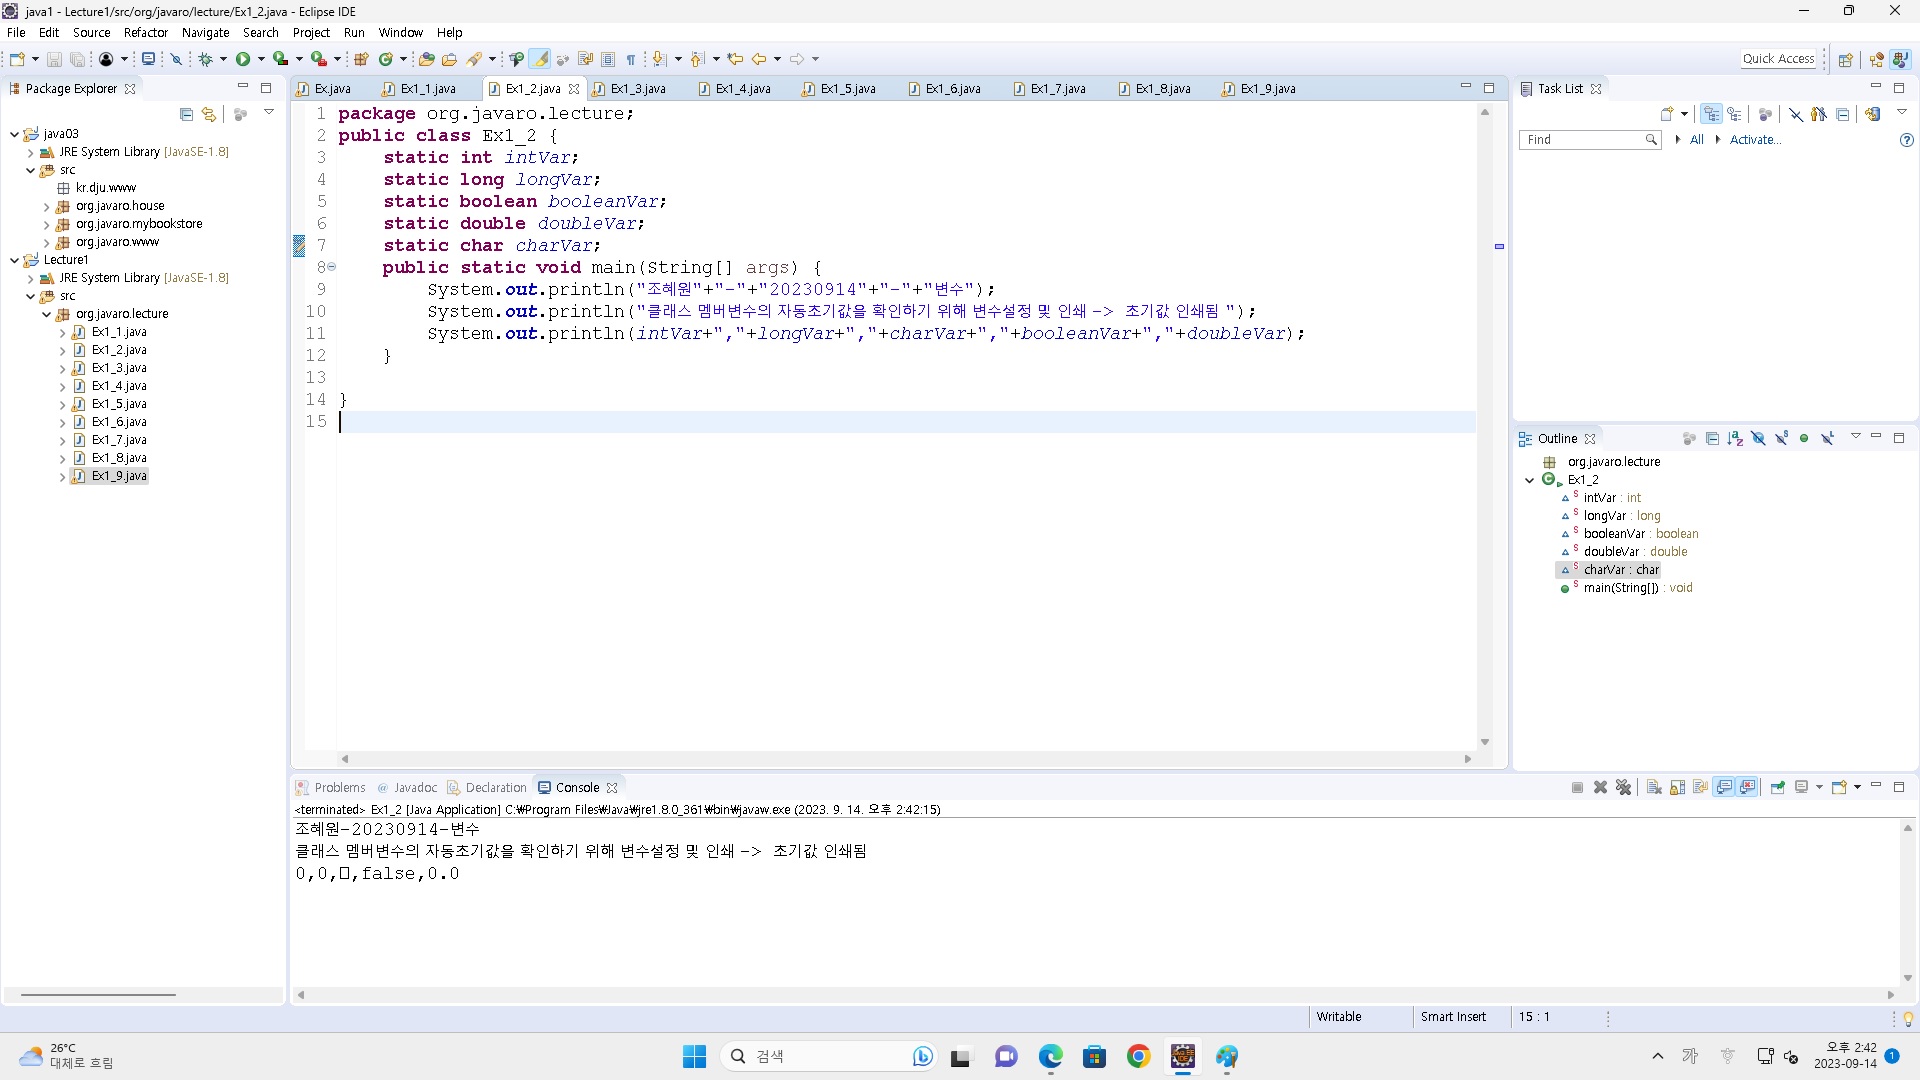 java1 - Lecture1/src/org/javaro/lecture/Ex1_2.java - Eclipse IDE
File Edit Source Refactor Navigate Search Project Run Window Help
Quick Access
Package Explorer
java03
JRE System Library [JavaSE-1.8]
src
kr.dju.www
org.javaro.house
org.javaro.mybookstore
org.javaro.www
Lecture1
JRE System Library [JavaSE-1.8]
src
org.javaro.lecture
Ex1_1.java
Ex1_2.java
Ex1_3.java
Ex1_4.java
Ex1_5.java
Ex1_6.java
Ex1_7.java
Ex1_8.java
Ex1_9.java
Ex.java Ex1_1.java Ex1_2.java Ex1_3.java Ex1_4.java Ex1_5.java Ex1_6.java Ex1_7.java Ex1_8.java Ex1_9.java
1 package org.javaro.lecture;
2 public class Ex1_2 {
3 static int intVar;
4 static long longVar;
5 static boolean booleanVar;
6 static double doubleVar;
7 static char charVar;
8 public static void main(String[] args) {
9 System.out.println("조혜원"+"-"+"20230914"+"-"+"변수");
10 System.out.println("클래스 멤버변수의 자동초기값을 확인하기 위해 변수설정 및 인쇄 -> 초기값 인쇄됨 ");
11 System.out.println(intVar+","+longVar+","+charVar+","+booleanVar+","+doubleVar);
12 }
13
14 }
15
Task List
Find All Activate...
Outline
org.javaro.lecture
Ex1_2
intVar : int
longVar : long
booleanVar : boolean
doubleVar : double
charVar : char
main(String[]) : void
Problems @ Javadoc Declaration Console
<terminated> Ex1_2 [Java Application] C:₩Program Files₩Java₩jre1.8.0_361₩bin₩javaw.exe (2023. 9. 14. 오후 2:42:15)
조혜원-20230914-변수
클래스 멤버변수의 자동초기값을 확인하기 위해 변수설정 및 인쇄 -> 초기값 인쇄됨
0,0,□,false,0.0
Writable Smart Insert 15 : 1
26°C
대체로 흐림
검색
가
오후 2:42
2023-09-14
1